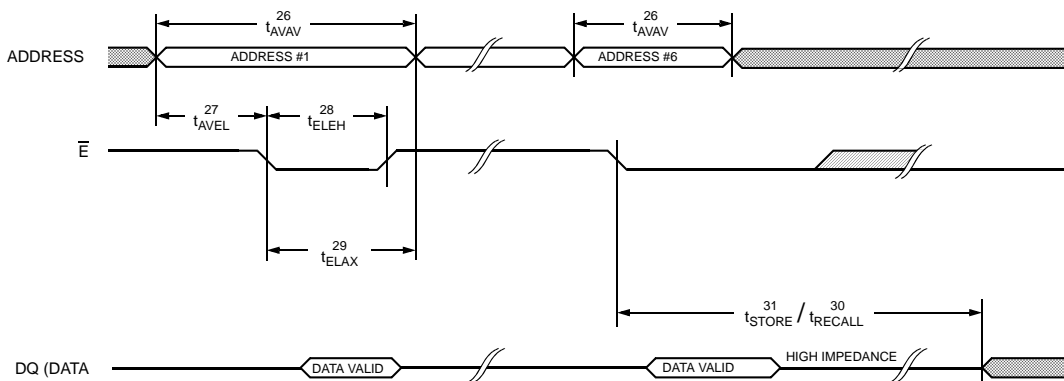 26
tAVAV
26
tAVAV
ADDRESS
ADDRESS #1
ADDRESS #6
27
tAVEL
28
tELEH
E
29
tELAX
31
tSTORE / 30
tRECALL
DQ (DATA
DATA VALID
DATA VALID
HIGH IMPEDANCE